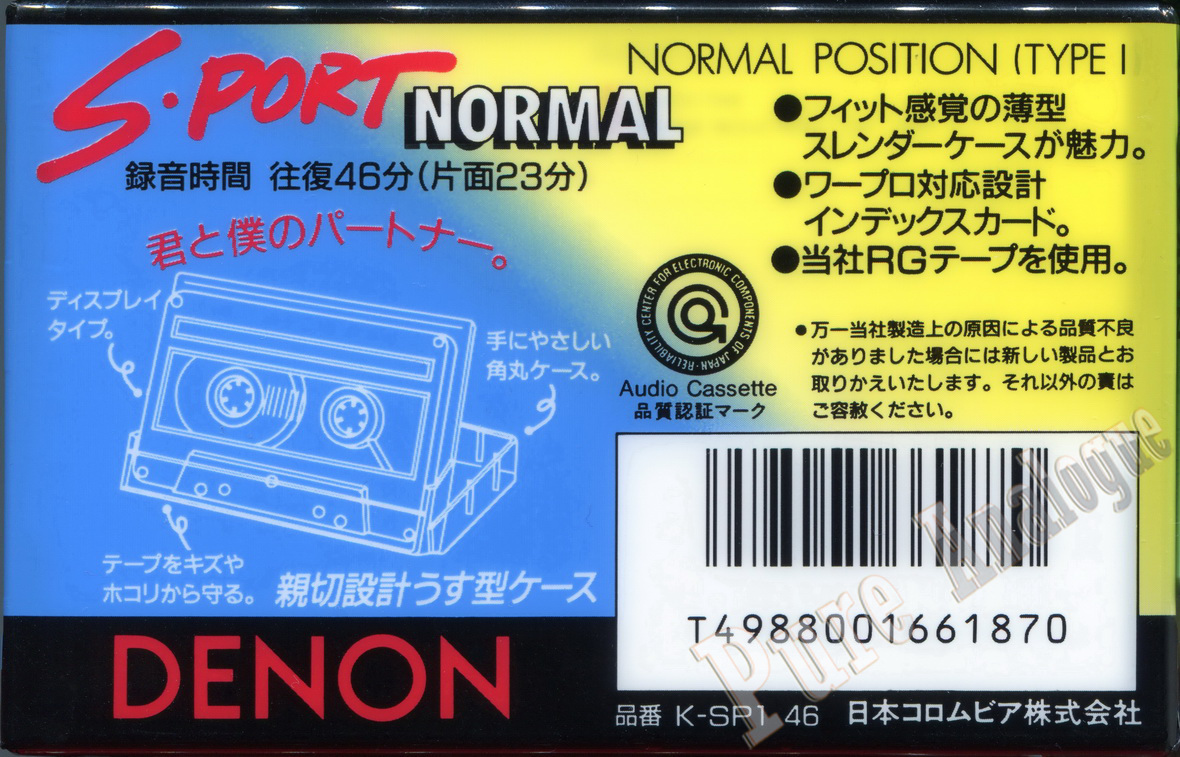 S·PORT
NORMAL
録音時間 往復46分(片面23分)
君と僕のパートナー。
ディスプレイ
タイプ。
手にやさしい
角丸ケース。
テープをキズや
ホコリから守る。
親切設計うす型ケース
DENON
NORMAL POSITION (TYPE I
●フィット感覚の薄型
スレンダーケースが魅力。
●ワープロ対応設計
インデックスカード。
●当社RGテープを使用。
RELIABILITY CENTER FOR ELECTRONIC COMPONENTS OF JAPAN
Audio Cassette
品質認証マーク
●万一当社製造上の原因による品質不良
がありました場合には新しい製品とお
取りかえいたします。それ以外の責は
ご容赦ください。
T4988001661870
品番 K-SP1 46 日本コロムビア株式会社
Pure Analogue